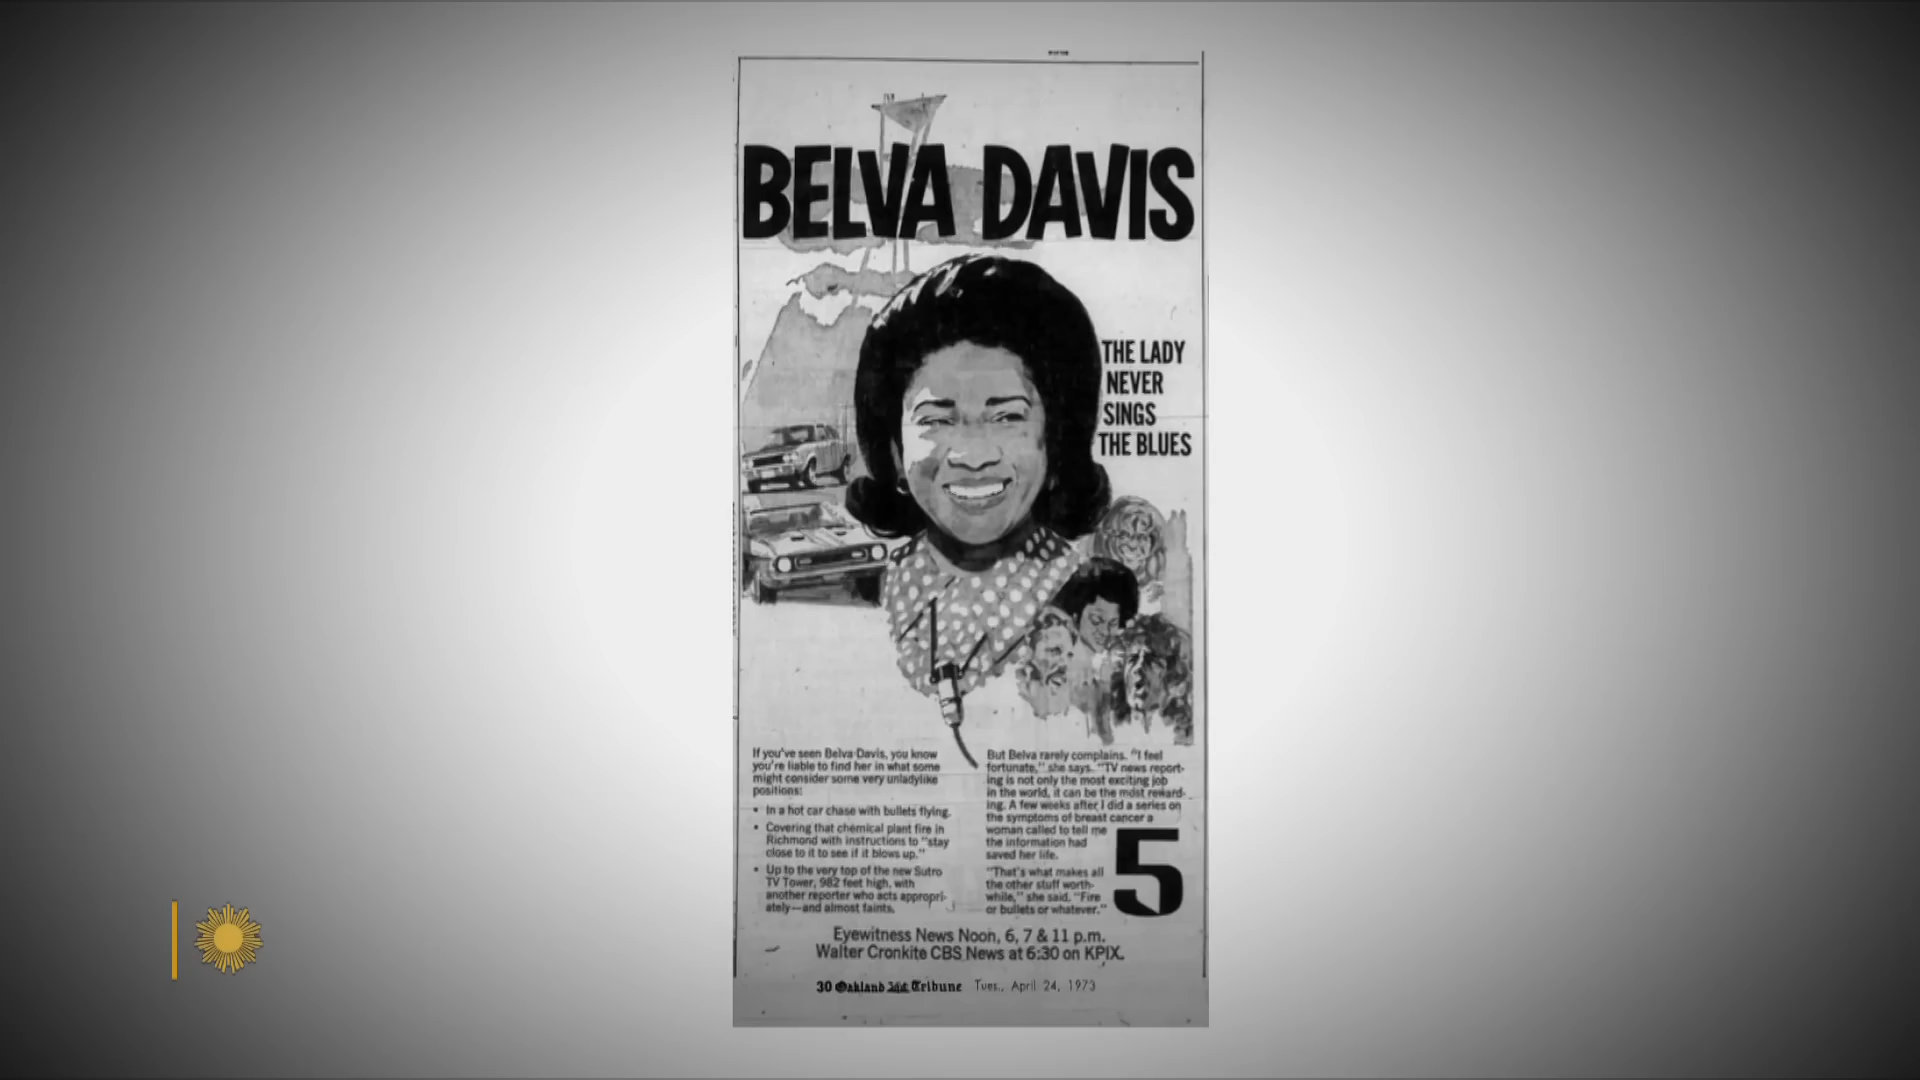 BELVA DAVIS
THE LADY
NEVER
SINGS
THE BLUES
If you've seen Belva Davis, you know
you're liable to find her in what some
might consider some very unladylike
positions:
• In a hot car chase with bullets flying.
• Covering that chemical plant fire in
Richmond with instructions to "stay
close to it to see if it blows up."
• Up to the very top of the new Sutro
TV Tower, 982 feet high, with
another reporter who acts appropri-
ately—and almost faints.
But Belva rarely complains. "I feel
fortunate," she says. "TV news report-
ing is not only the most exciting job
in the world, it can be the most reward-
ing. A few weeks after I did a series on
the symptoms of breast cancer a
woman called to tell me
the information had
saved her life.
"That's what makes all
the other stuff worth-
while," she said. "Fire
or bullets or whatever."
5
Eyewitness News Noon, 6, 7 & 11 p.m.
Walter Cronkite CBS News at 6:30 on KPIX.
30 Oakland Tribune Tues., April 24, 1973